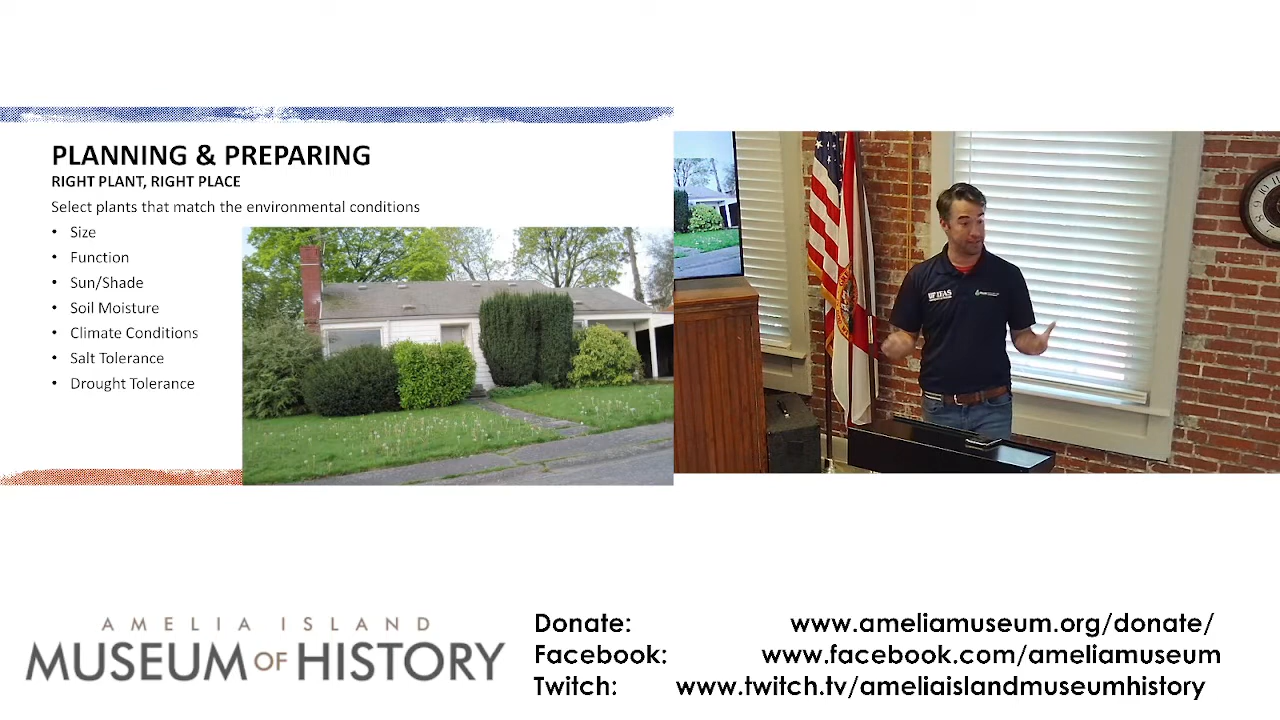 PLANNING & PREPARING
RIGHT PLANT, RIGHT PLACE
Select plants that match the environmental conditions
• Size
• Function
• Sun/Shade
• Soil Moisture
• Climate Conditions
• Salt Tolerance
• Drought Tolerance
UF IFAS
AMELIA ISLAND
MUSEUM OF HISTORY
Donate: www.ameliamuseum.org/donate/
Facebook: www.facebook.com/ameliamuseum
Twitch: www.twitch.tv/ameliaislandmuseumhistory